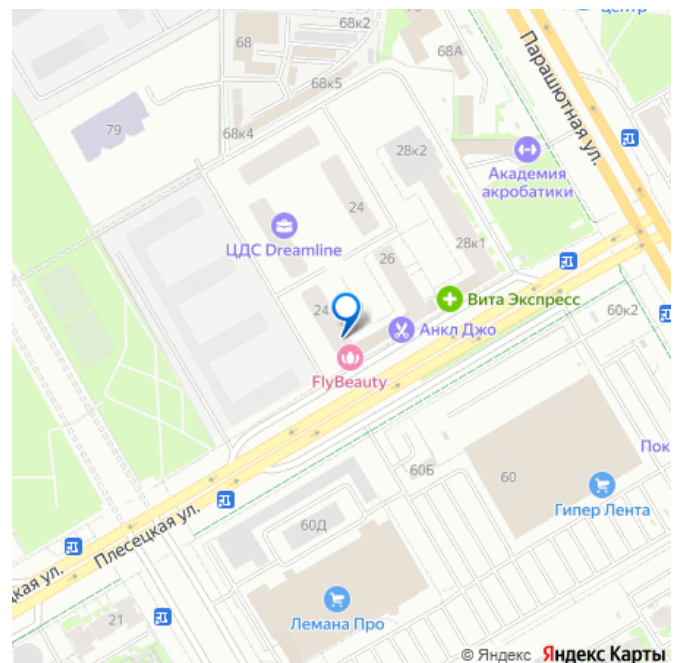 центр
68к2
68
68А
68к5
Парашютная ул.
79
68к4
28к2
Академия
акробатики
24
ЦДС Dreamline
28к1
26
Вита Экспресс
24
60к2
Анкл Джо
FlyBeauty
Пок
60Б
60
Гипер Лента
Плесецкая ул.
60Д
цкая ул.
21
Лемана Про
© Яндекс Яндекс Карты